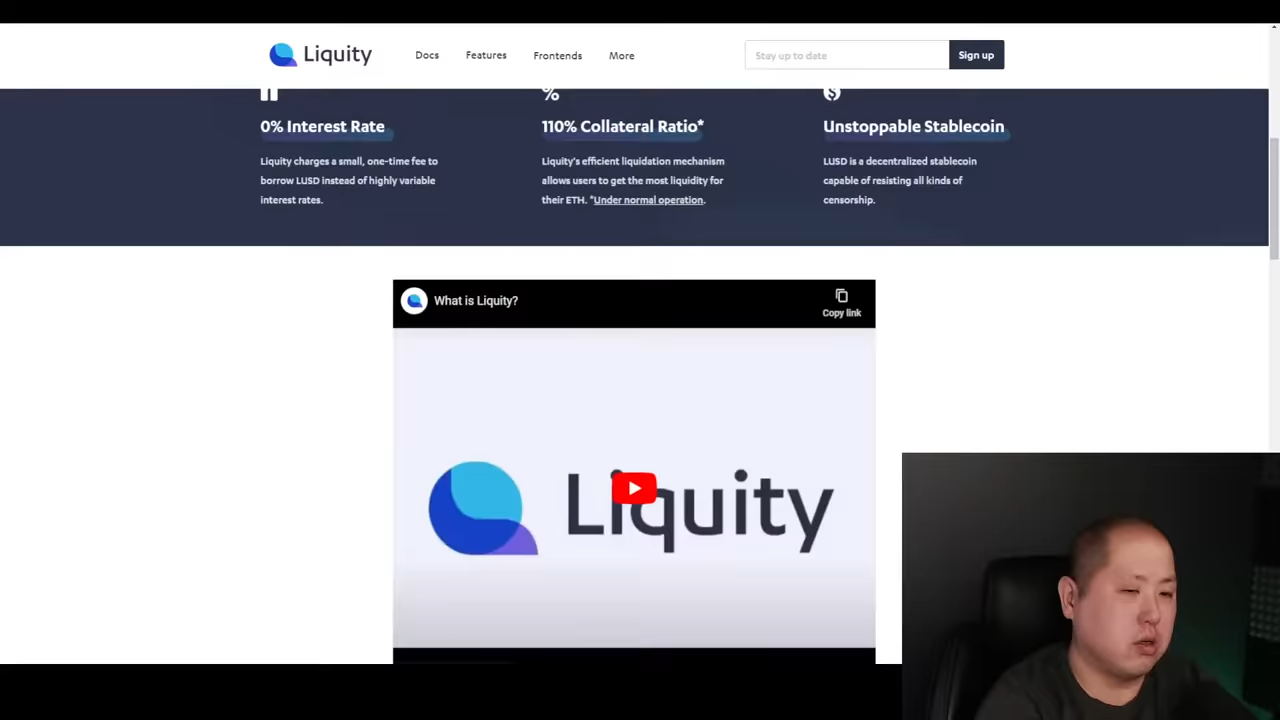 Liquity
Docs
Features
Frontends
More
Stay up to date
Sign up
%
0% Interest Rate
Liquity charges a small, one-time fee to
borrow LUSD instead of highly variable
interest rates.
110% Collateral Ratio*
Liquity's efficient liquidation mechanism
allows users to get the most liquidity for
their ETH. *Under normal operation.
$
Unstoppable Stablecoin
LUSD is a decentralized stablecoin
capable of resisting all kinds of
censorship.
What is Liquity?
Copy link
Liquity